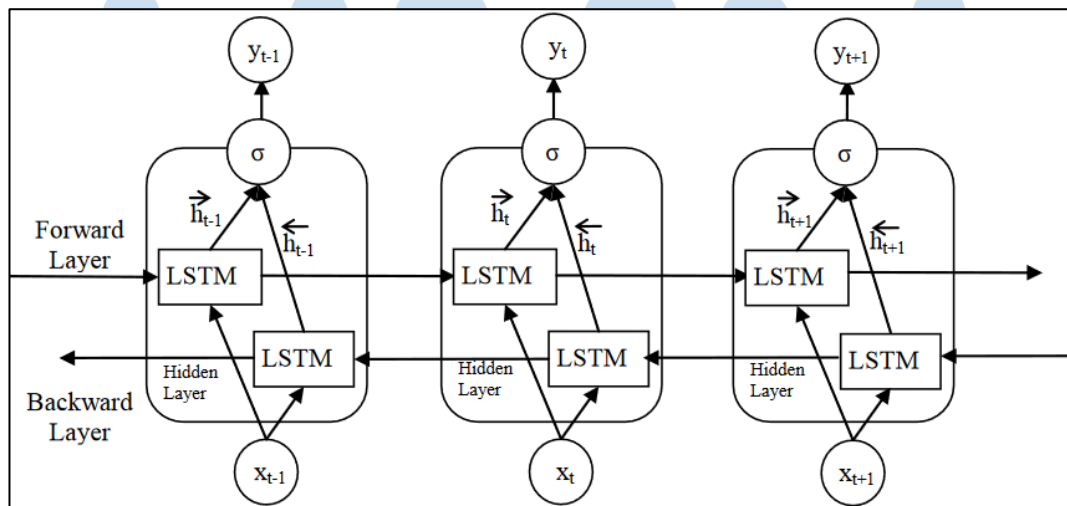 yₜ₋₁
yₜ
yₜ₊₁
σ
σ
σ
→hₜ₋₁
→hₜ
→hₜ₊₁
Forward
Layer
←hₜ₋₁
←hₜ
←hₜ₊₁
LSTM
LSTM
LSTM
LSTM
LSTM
LSTM
Hidden
Layer
Hidden
Layer
Hidden
Layer
Backward
Layer
xₜ₋₁
xₜ
xₜ₊₁